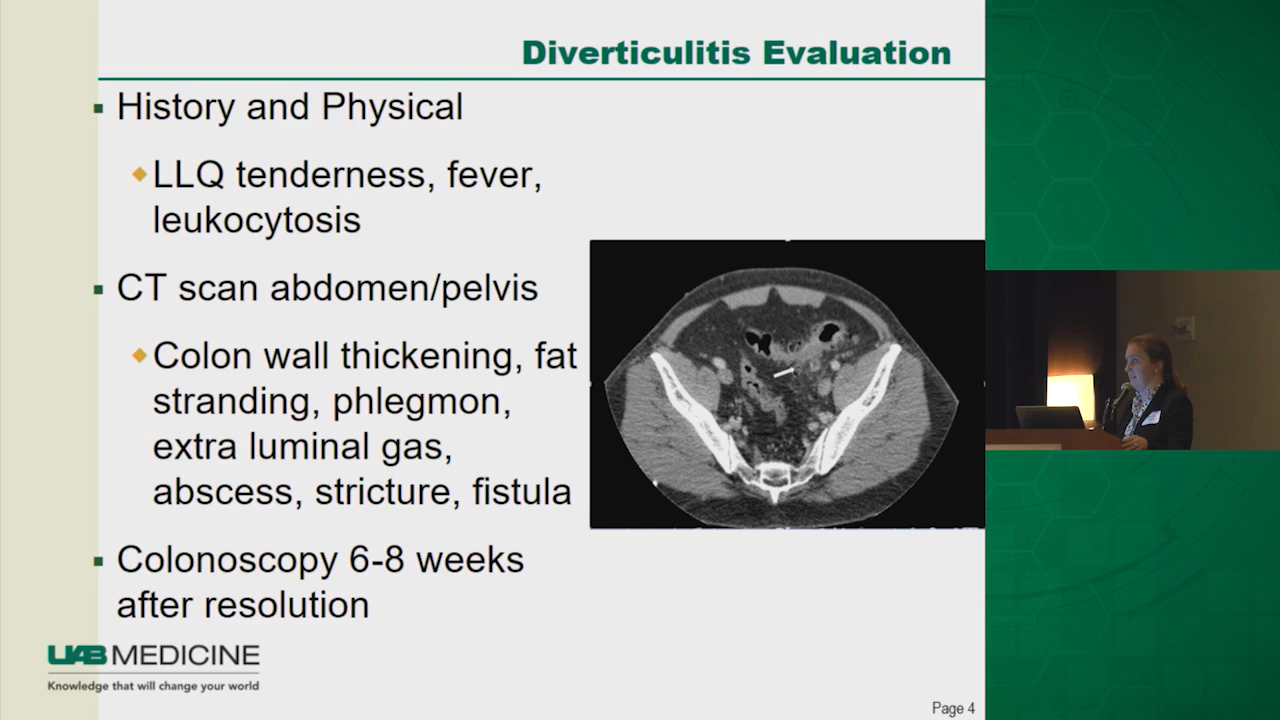 Diverticulitis Evaluation
History and Physical
LLQ tenderness, fever,
leukocytosis
CT scan abdomen/pelvis
Colon wall thickening, fat
stranding, phlegmon,
extra luminal gas,
abscess, stricture, fistula
Colonoscopy 6-8 weeks
after resolution
UAB MEDICINE
Knowledge that will change your world
Page 4